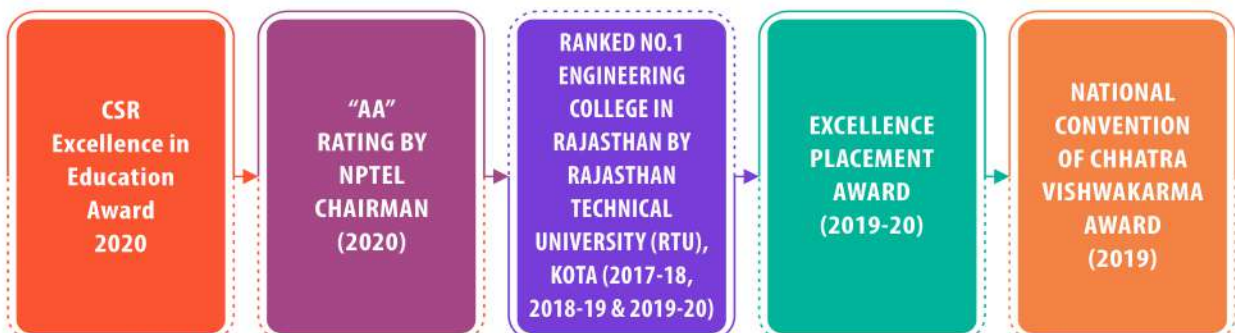 CSR
Excellence in
Education
Award
2020
“AA”
RATING BY
NPTEL
CHAIRMAN
(2020)
RANKED NO.1
ENGINEERING
COLLEGE IN
RAJASTHAN BY
RAJASTHAN
TECHNICAL
UNIVERSITY (RTU),
KOTA (2017-18,
2018-19 & 2019-20)
EXCELLENCE
PLACEMENT
AWARD
(2019-20)
NATIONAL
CONVENTION
OF CHHATRA
VISHWAKARMA
AWARD
(2019)